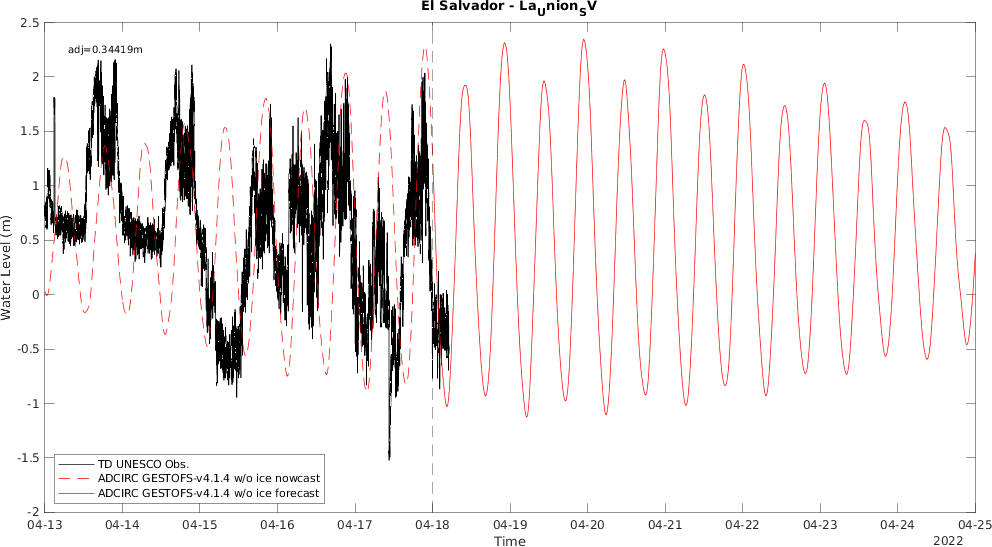 El Salvador - LaUnionSV
adj=0.34419m
2.5
2
1.5
1
0.5
0
-0.5
-1
-1.5
-2
Water Level (m)
TD UNESCO Obs.
ADCIRC GESTOFS-v4.1.4 w/o ice nowcast
ADCIRC GESTOFS-v4.1.4 w/o ice forecast
04-13 04-14 04-15 04-16 04-17 04-18 04-19 04-20 04-21 04-22 04-23 04-24 04-25
Time
2022